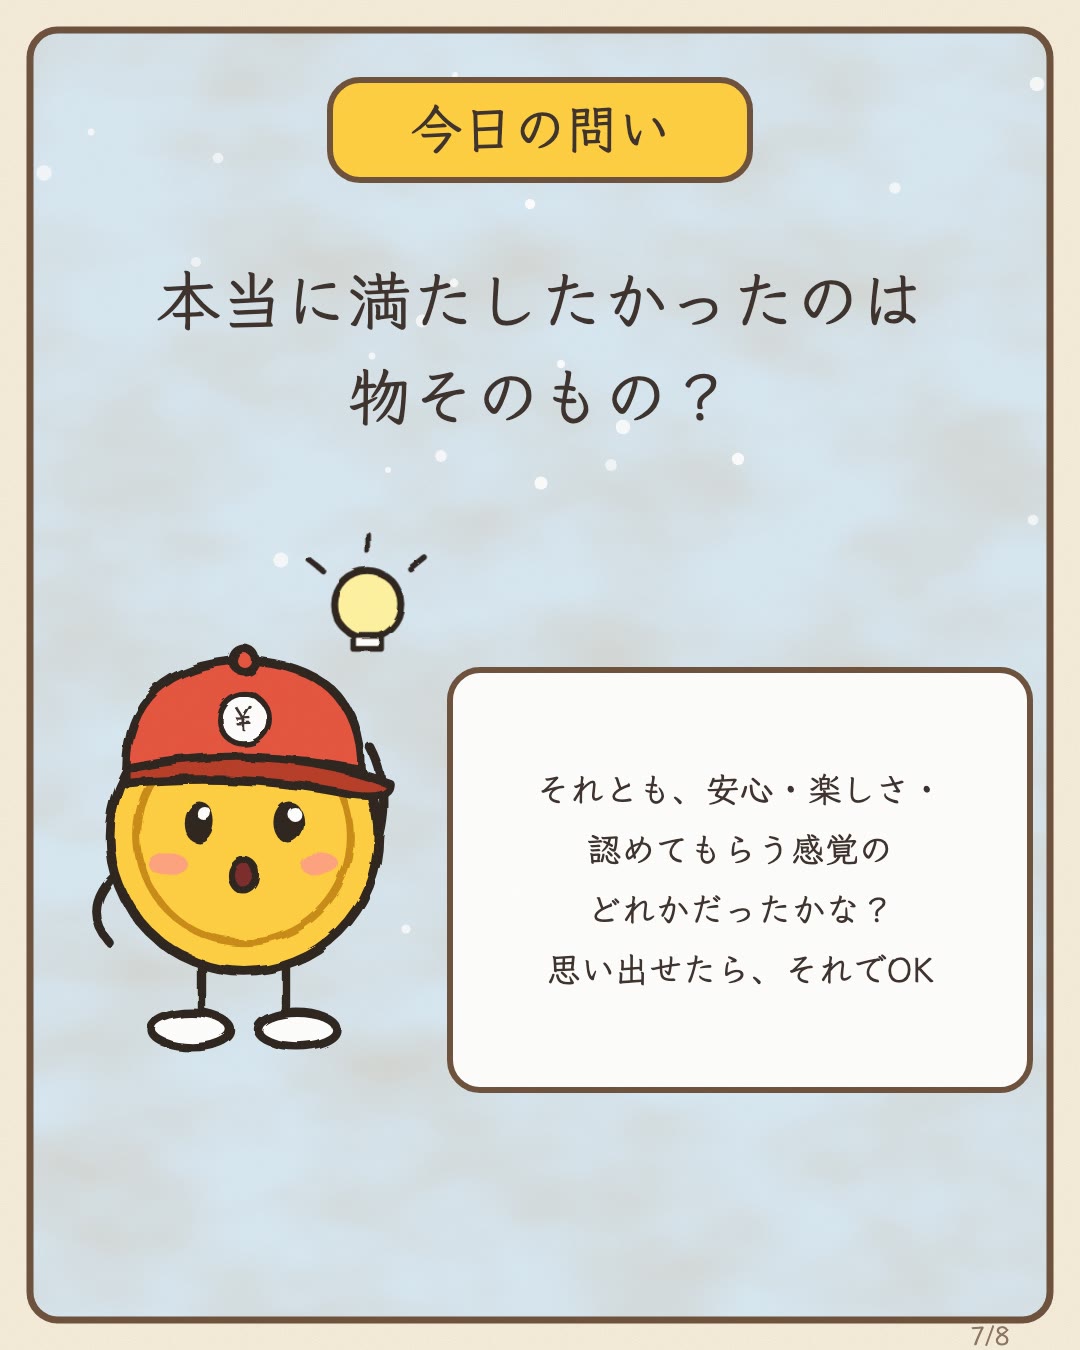 今日の問い
本当に満たしたかったのは
物そのもの？
¥
それとも、安心・楽しさ・
認めてもらう感覚の
どれかだったかな？
思い出せたら、それでOK
7/8